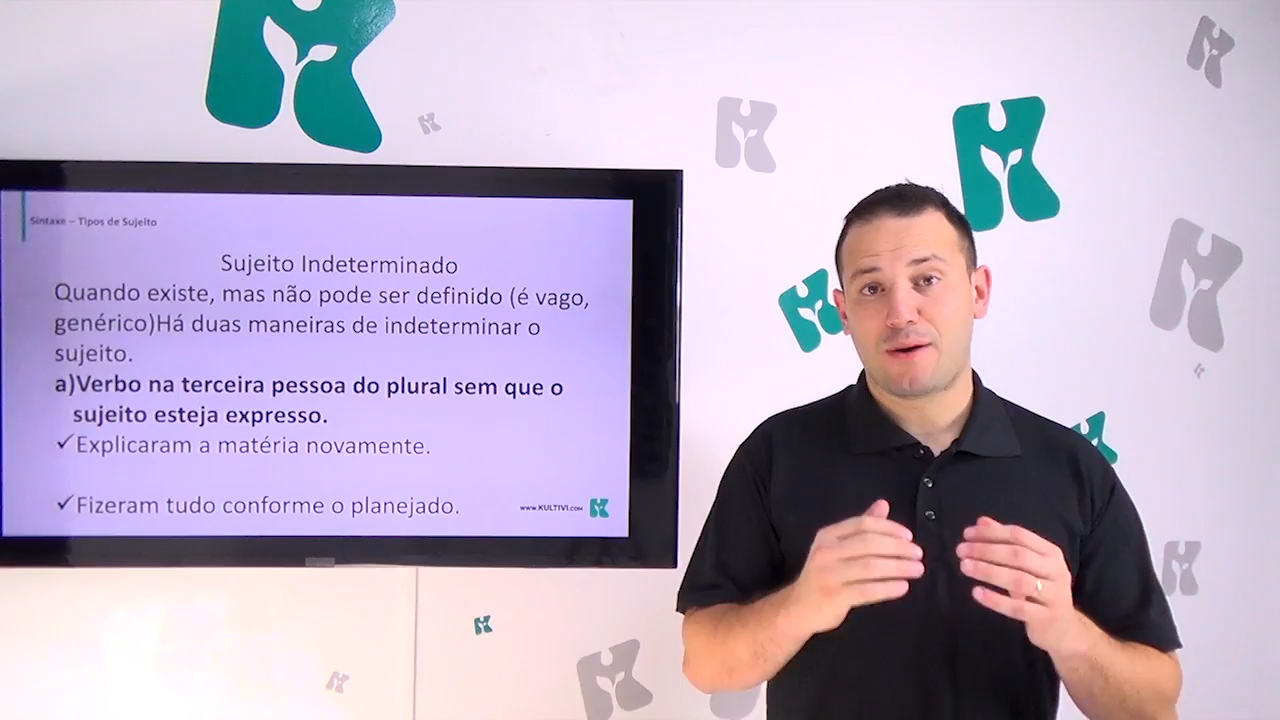 Sintaxe – Tipos de Sujeito
Sujeito Indeterminado
Quando existe, mas não pode ser definido (é vago,
genérico)Há duas maneiras de indeterminar o
sujeito.
a)Verbo na terceira pessoa do plural sem que o
sujeito esteja expresso.
✓Explicaram a matéria novamente.
✓Fizeram tudo conforme o planejado.
www.KULTIVI.com